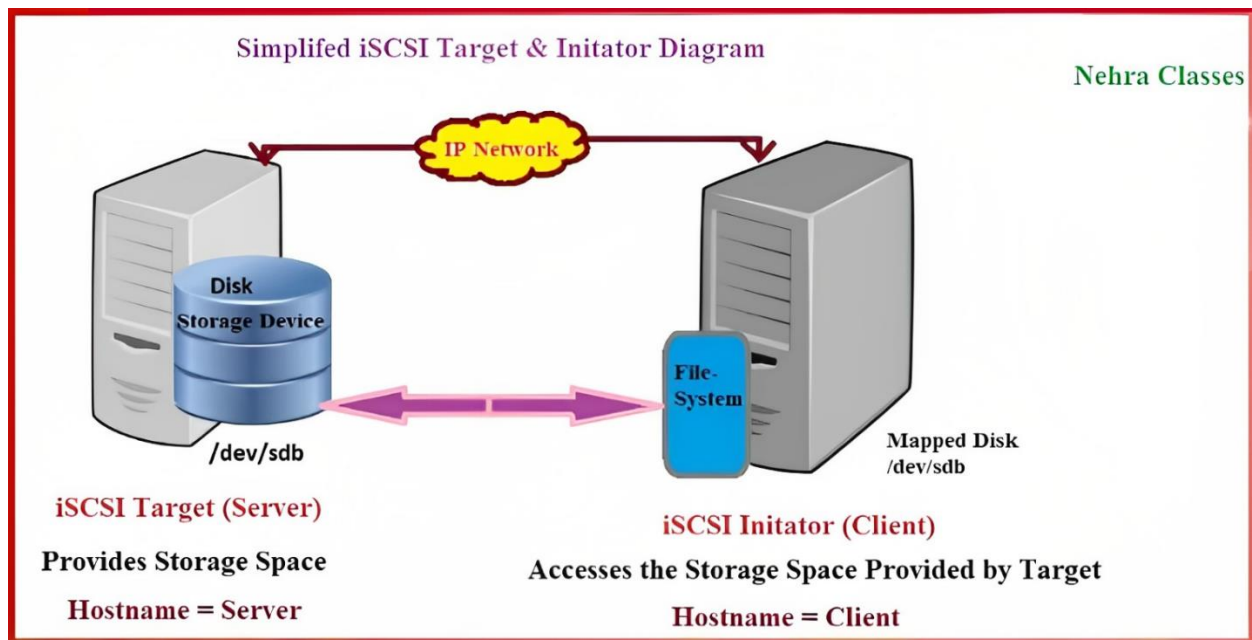 Simplifed iSCSI Target & Initator Diagram
Nehra Classes
IP Network
Disk
Storage Device
File-
System
/dev/sdb
Mapped Disk
/dev/sdb
iSCSI Target (Server)
iSCSI Initator (Client)
Provides Storage Space
Accesses the Storage Space Provided by Target
Hostname = Server
Hostname = Client